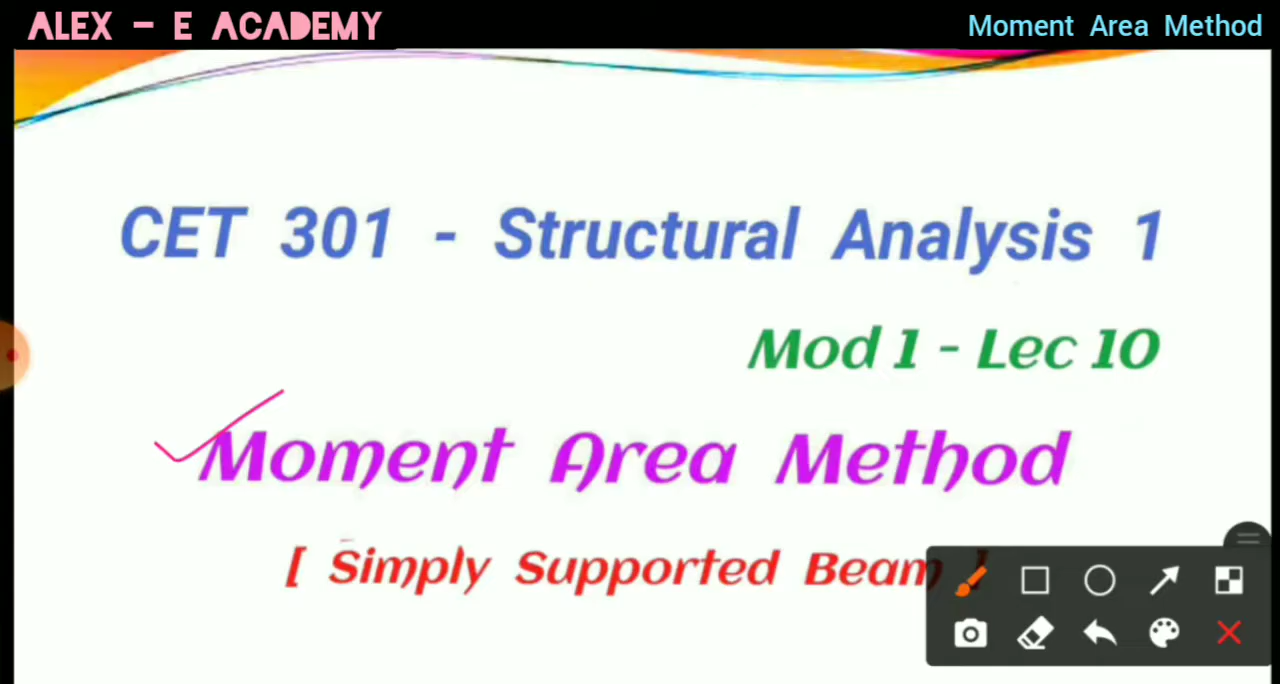 ALEX - E ACADEMY
Moment Area Method
CET 301 - Structural Analysis 1
Mod 1 - Lec 10
Moment Area Method
[ Simply Supported Beam ]